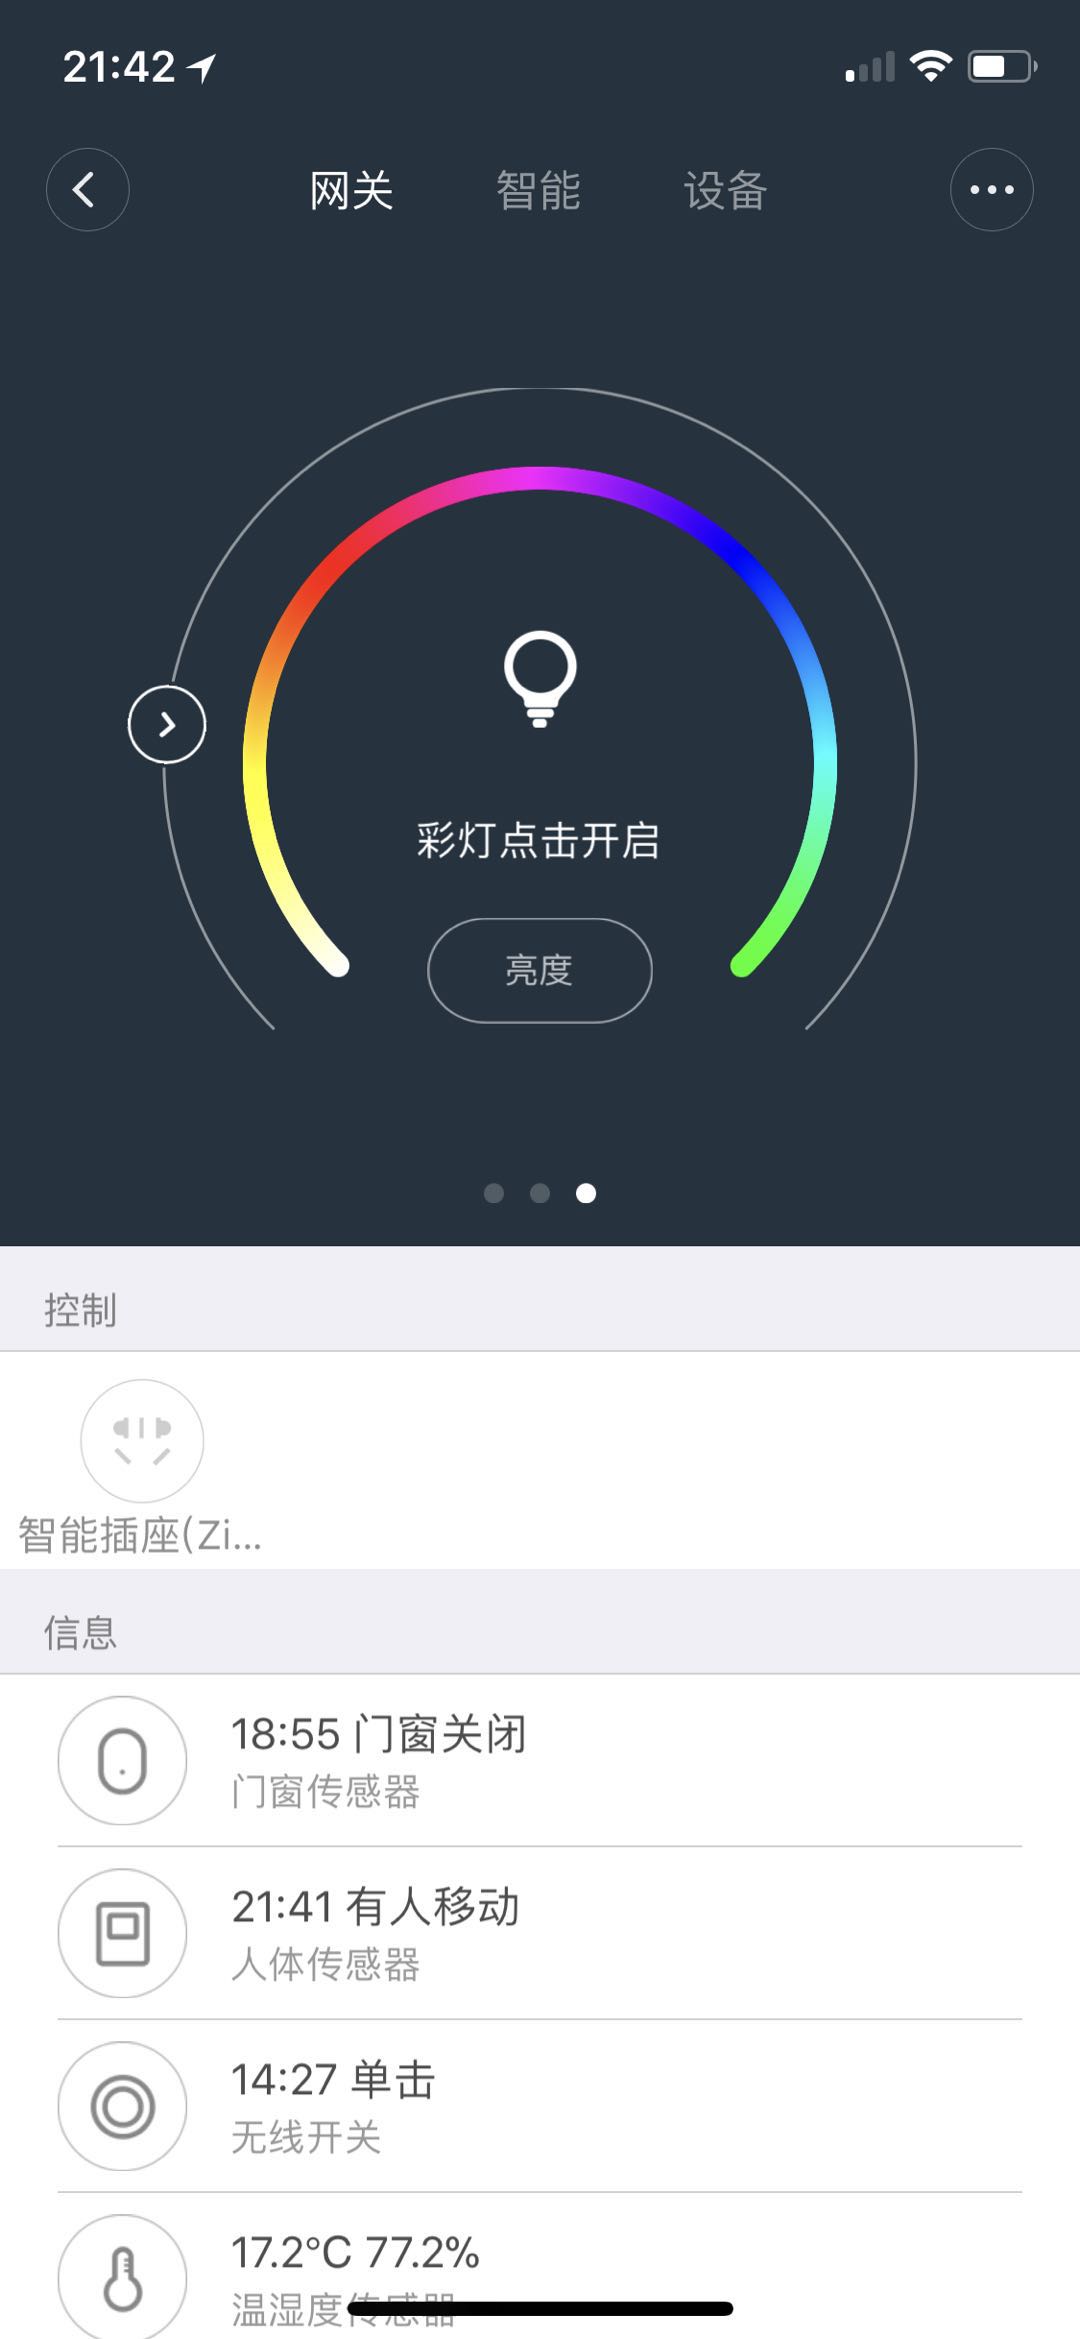 21:42
网关 智能 设备
彩灯点击开启
亮度
控制
智能插座(Zi...
信息
18:55 门窗关闭
门窗传感器
21:41 有人移动
人体传感器
14:27 单击
无线开关
17.2°C 77.2%
温湿度传感器